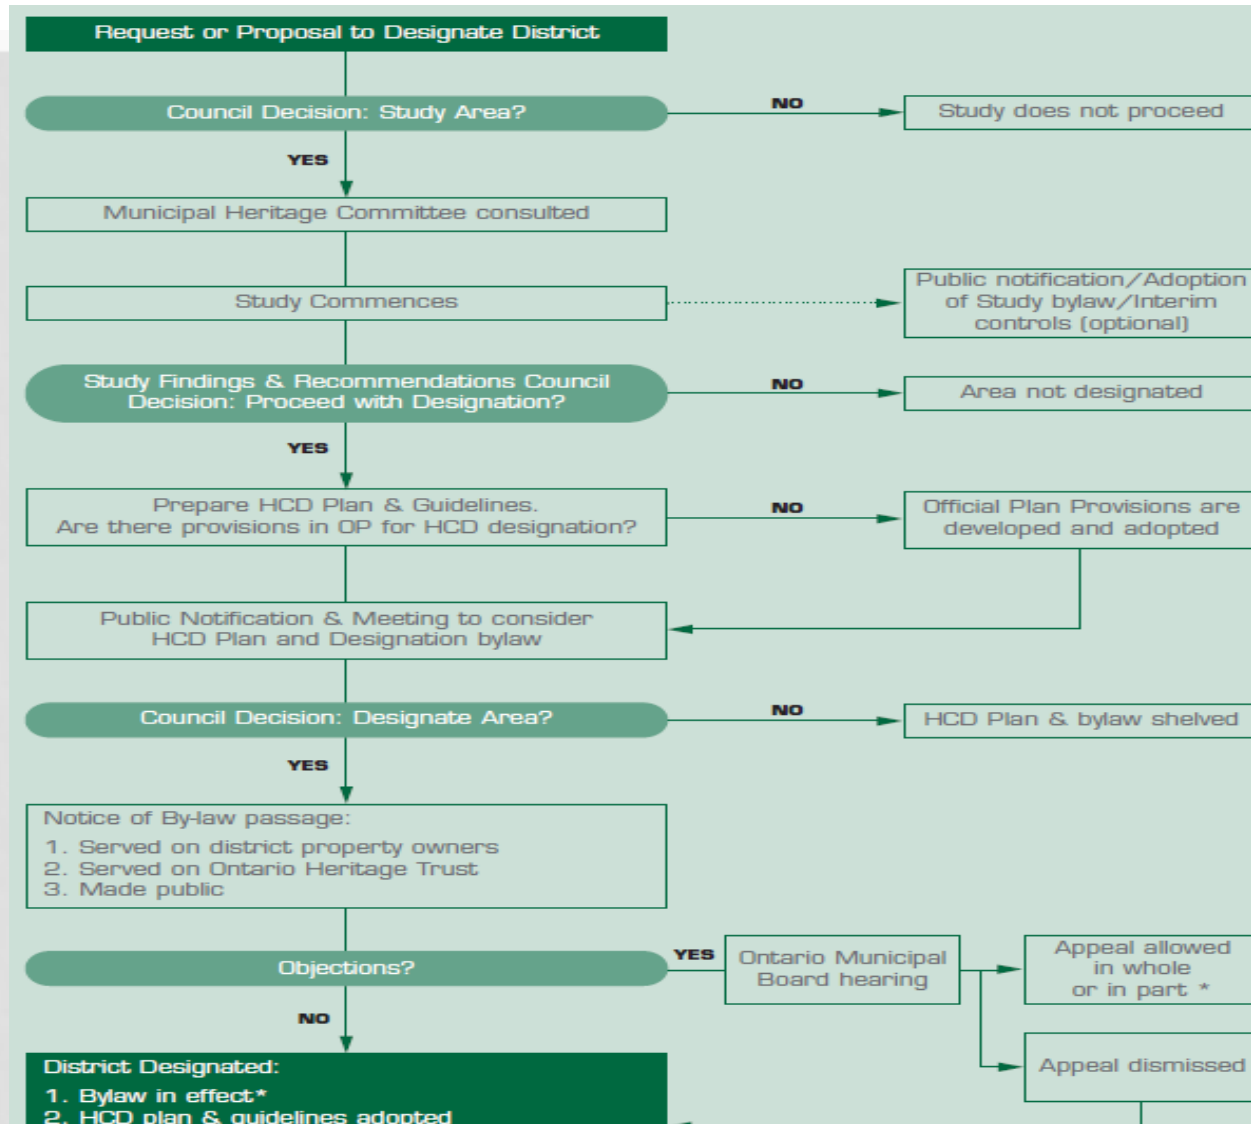 Request or Proposal to Designate District
Council Decision: Study Area?
NO
Study does not proceed
YES
Municipal Heritage Committee consulted
Study Commences
Public notification/Adoption
of Study bylaw/Interim
controls (optional)
Study Findings & Recommendations Council
Decision: Proceed with Designation?
NO
Area not designated
YES
Prepare HCD Plan & Guidelines.
Are there provisions in OP for HCD designation?
NO
Official Plan Provisions are
developed and adopted
Public Notification & Meeting to consider
HCD Plan and Designation bylaw
Council Decision: Designate Area?
NO
HCD Plan & bylaw shelved
YES
Notice of By-law passage:
1. Served on district property owners
2. Served on Ontario Heritage Trust
3. Made public
Objections?
YES
Ontario Municipal
Board hearing
Appeal allowed
in whole
or in part *
NO
Appeal dismissed
District Designated:
1. Bylaw in effect*
2. HCD plan & guidelines adopted